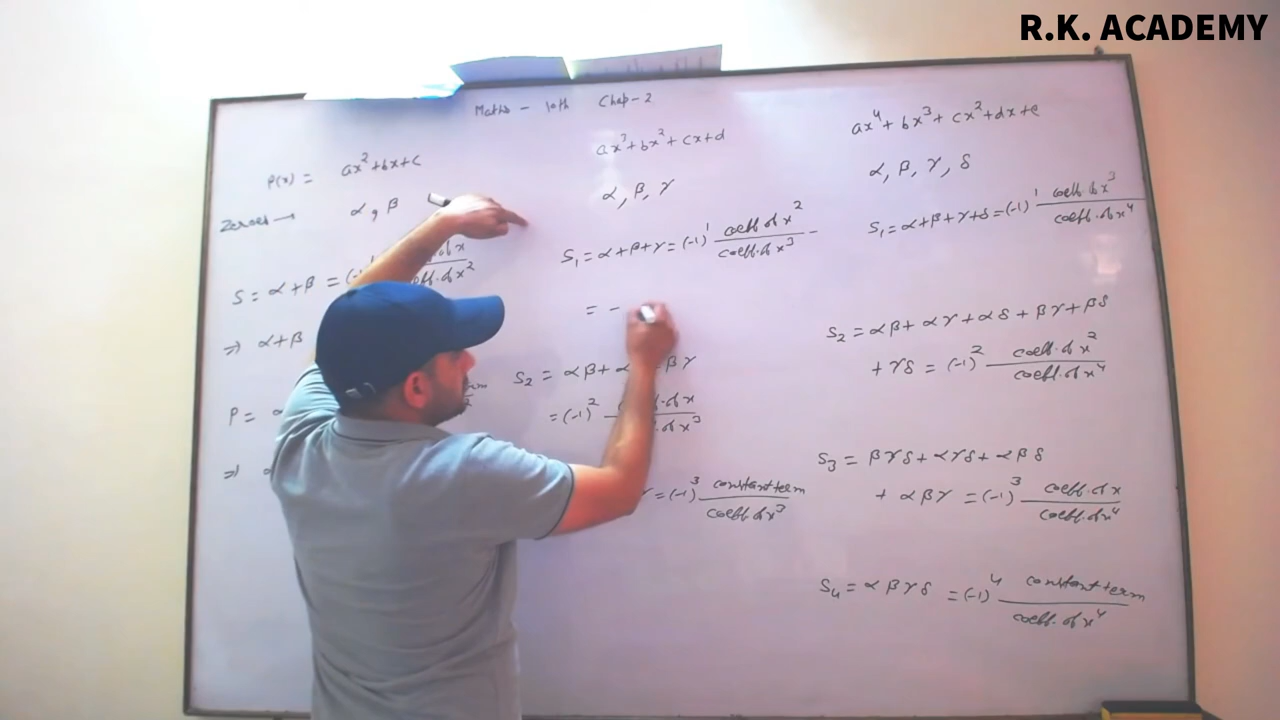 R.K. ACADEMY
Maths - 10th Chap-2
P(x) = ax²+bx+c
Zeroes → α, β
S = α+β =
coeff. of x²
⇒ α+β
P =
⇒
ax³+bx²+cx+d
α, β, γ
S₁ = α+β+γ = (-1)¹ coeff of x² / coeff. of x³
= -
S₂ = αβ+ α βγ
= (-1)² of x / of x³
γ = (-1)³ constant term / coeff. of x³
ax⁴+bx³+cx²+dx+e
α, β, γ, δ
S₁ = α+β+γ+δ = (-1)¹ coeff. of x³ / coeff. of x⁴
S₂ = αβ+ αγ+αδ+βγ+βδ
+ γδ = (-1)² coeff. of x² / coeff. of x⁴
S₃ = βγδ+αγδ+αβδ
+ αβγ = (-1)³ coeff. of x / coeff. of x⁴
S₄ = αβγδ = (-1)⁴ constant term / coeff. of x⁴